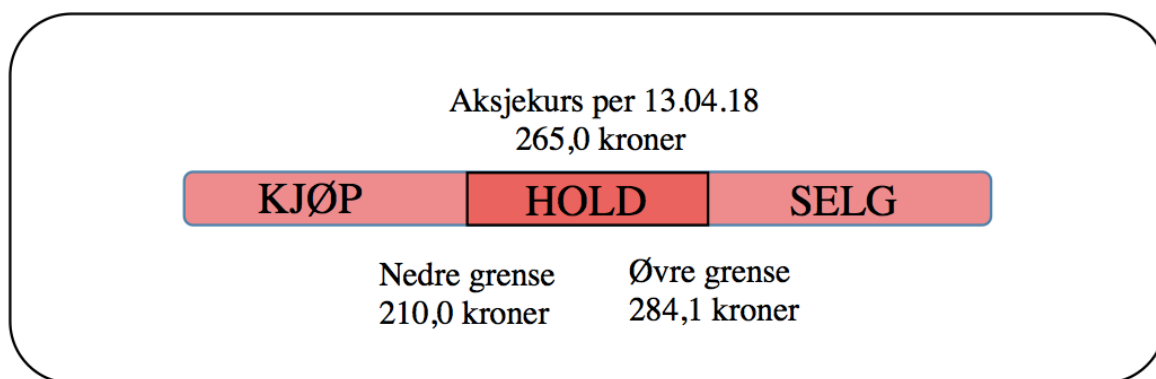 Aksjekurs per 13.04.18
265,0 kroner
KJØP HOLD SELG
Nedre grense
210,0 kroner
Øvre grense
284,1 kroner